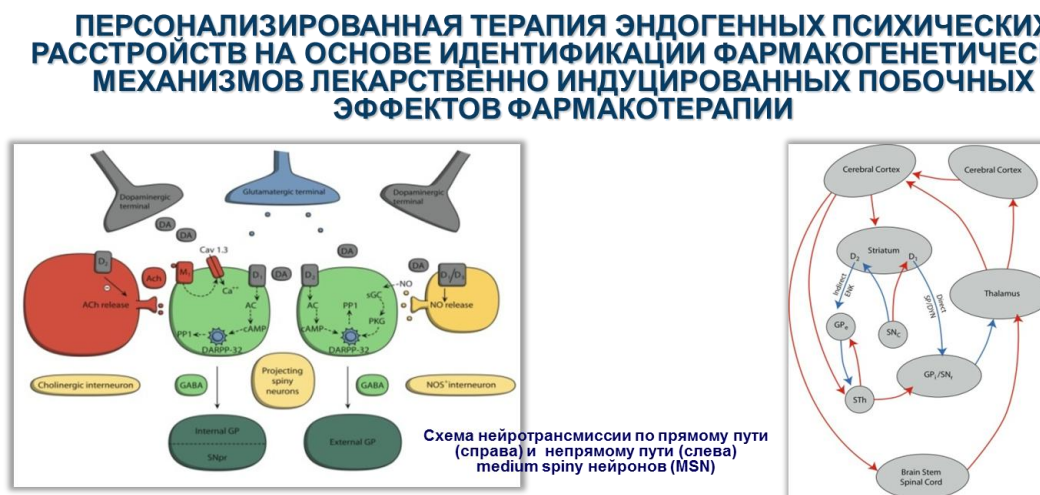 ПЕРСОНАЛИЗИРОВАННАЯ ТЕРАПИЯ ЭНДОГЕННЫХ ПСИХИЧЕСКИХ
РАССТРОЙСТВ НА ОСНОВЕ ИДЕНТИФИКАЦИИ ФАРМАКОГЕНЕТИЧЕС
МЕХАНИЗМОВ ЛЕКАРСТВЕННО ИНДУЦИРОВАННЫХ ПОБОЧНЫХ
ЭФФЕКТОВ ФАРМАКОТЕРАПИИ
Dopaminergic
terminal
Glutamatergic terminal
Dopaminergic
terminal
DA
DA
DA
DA
DA
Cav 1.3
D2
Ach
M1
Ca++
D1
D2
D1/D5
ACh release
AC
cAMP
PP1
DARPP-32
AC
cAMP
PP1
DARPP-32
sGC
PKG
NO
NO release
Cholinergic interneuron
GABA
Projecting
spiny
neurons
GABA
NOS+interneuron
Internal GP
SNpr
External GP
Схема нейротрансмиссии по прямому пути
(справа) и непрямому пути (слева)
medium spiny нейронов (MSN)
Cerebral Cortex
Cerebral Cortex
Striatum
D2
D1
Indirect
ENK
Direct
SP/DYN
Thalamus
GPe
SNC
GPi/SNr
STh
Brain Stem
Spinal Cord